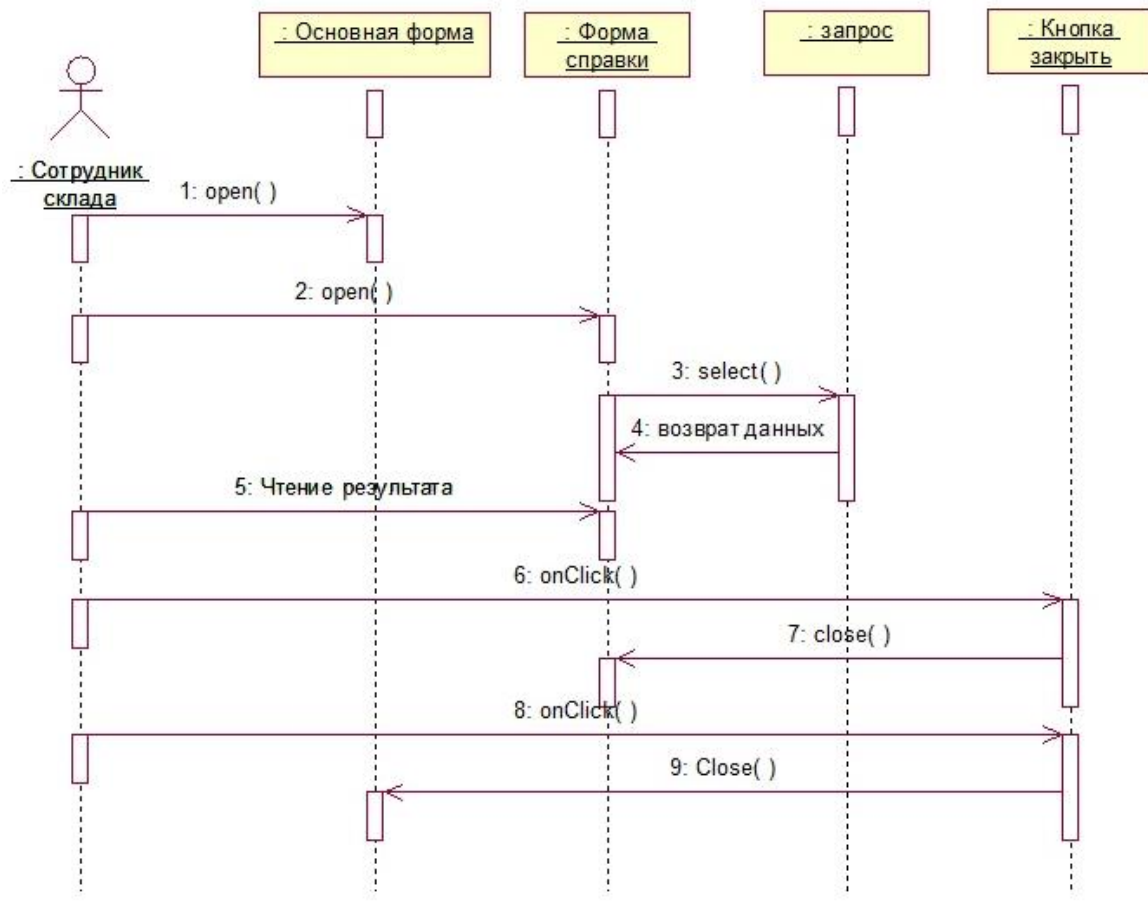 : Основная форма
: Форма
справки
: запрос
: Кнопка
закрыть
: Сотрудник
склада
1: open( )
2: open( )
3: select( )
4: возврат данных
5: Чтение результата
6: onClick( )
7: close( )
8: onClick( )
9: Close( )